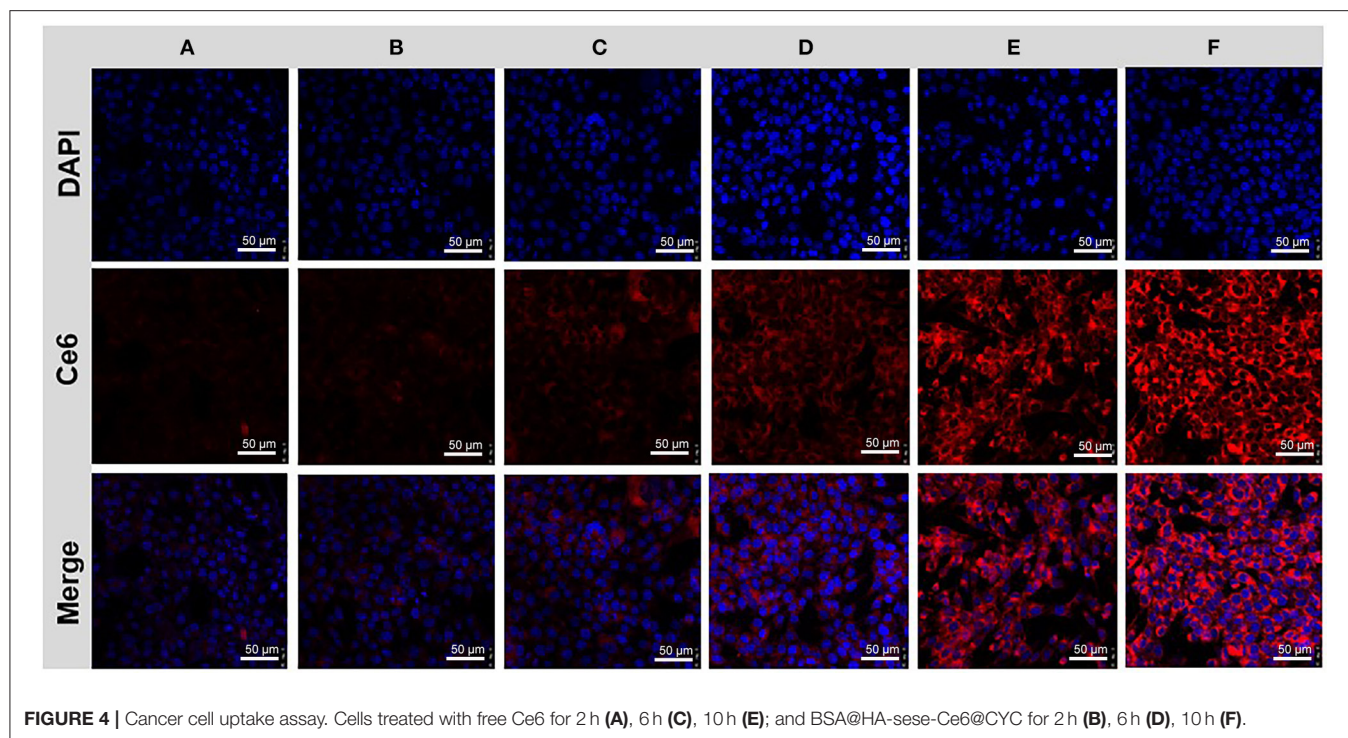 A B C D E F
DAPI
50 µm 50 µm 50 µm 50 µm 50 µm 50 µm
Ce6
50 µm 50 µm 50 µm 50 µm 50 µm 50 µm
Merge
50 µm 50 µm 50 µm 50 µm 50 µm 50 µm
FIGURE 4 | Cancer cell uptake assay. Cells treated with free Ce6 for 2 h (A), 6 h (C), 10 h (E); and BSA@HA-sese-Ce6@CYC for 2 h (B), 6 h (D), 10 h (F).